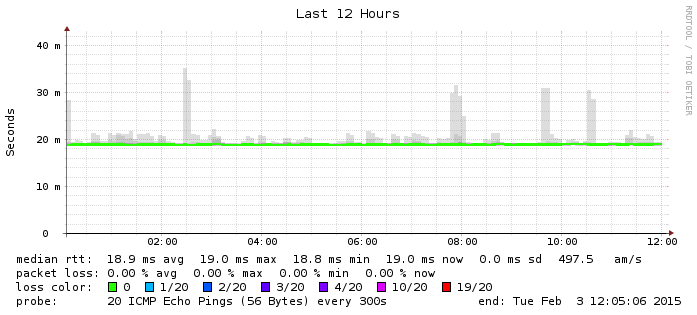 Last 12 Hours
RRDTOOL / TOBI OETIKER
Seconds
40 m
30 m
20 m
10 m
0
02:00 04:00 06:00 08:00 10:00 12:00
median rtt: 18.9 ms avg 19.0 ms max 18.8 ms min 19.0 ms now 0.0 ms sd 497.5 am/s
packet loss: 0.00 % avg 0.00 % max 0.00 % min 0.00 % now
loss color: 0 1/20 2/20 3/20 4/20 10/20 19/20
probe: 20 ICMP Echo Pings (56 Bytes) every 300s end: Tue Feb 3 12:05:06 2015